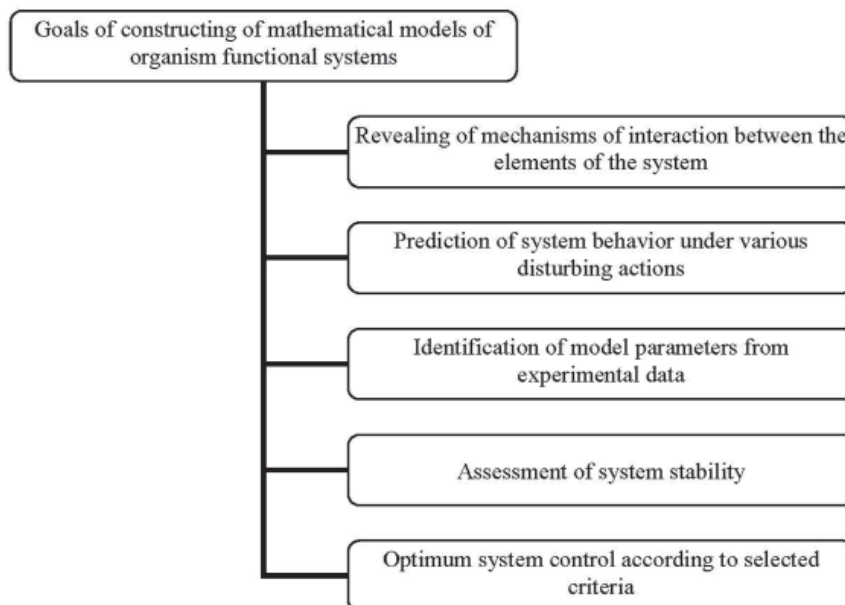 Goals of constructing of mathematical models of
organism functional systems
Revealing of mechanisms of interaction between the
elements of the system
Prediction of system behavior under various
disturbing actions
Identification of model parameters from
experimental data
Assessment of system stability
Optimum system control according to selected
criteria